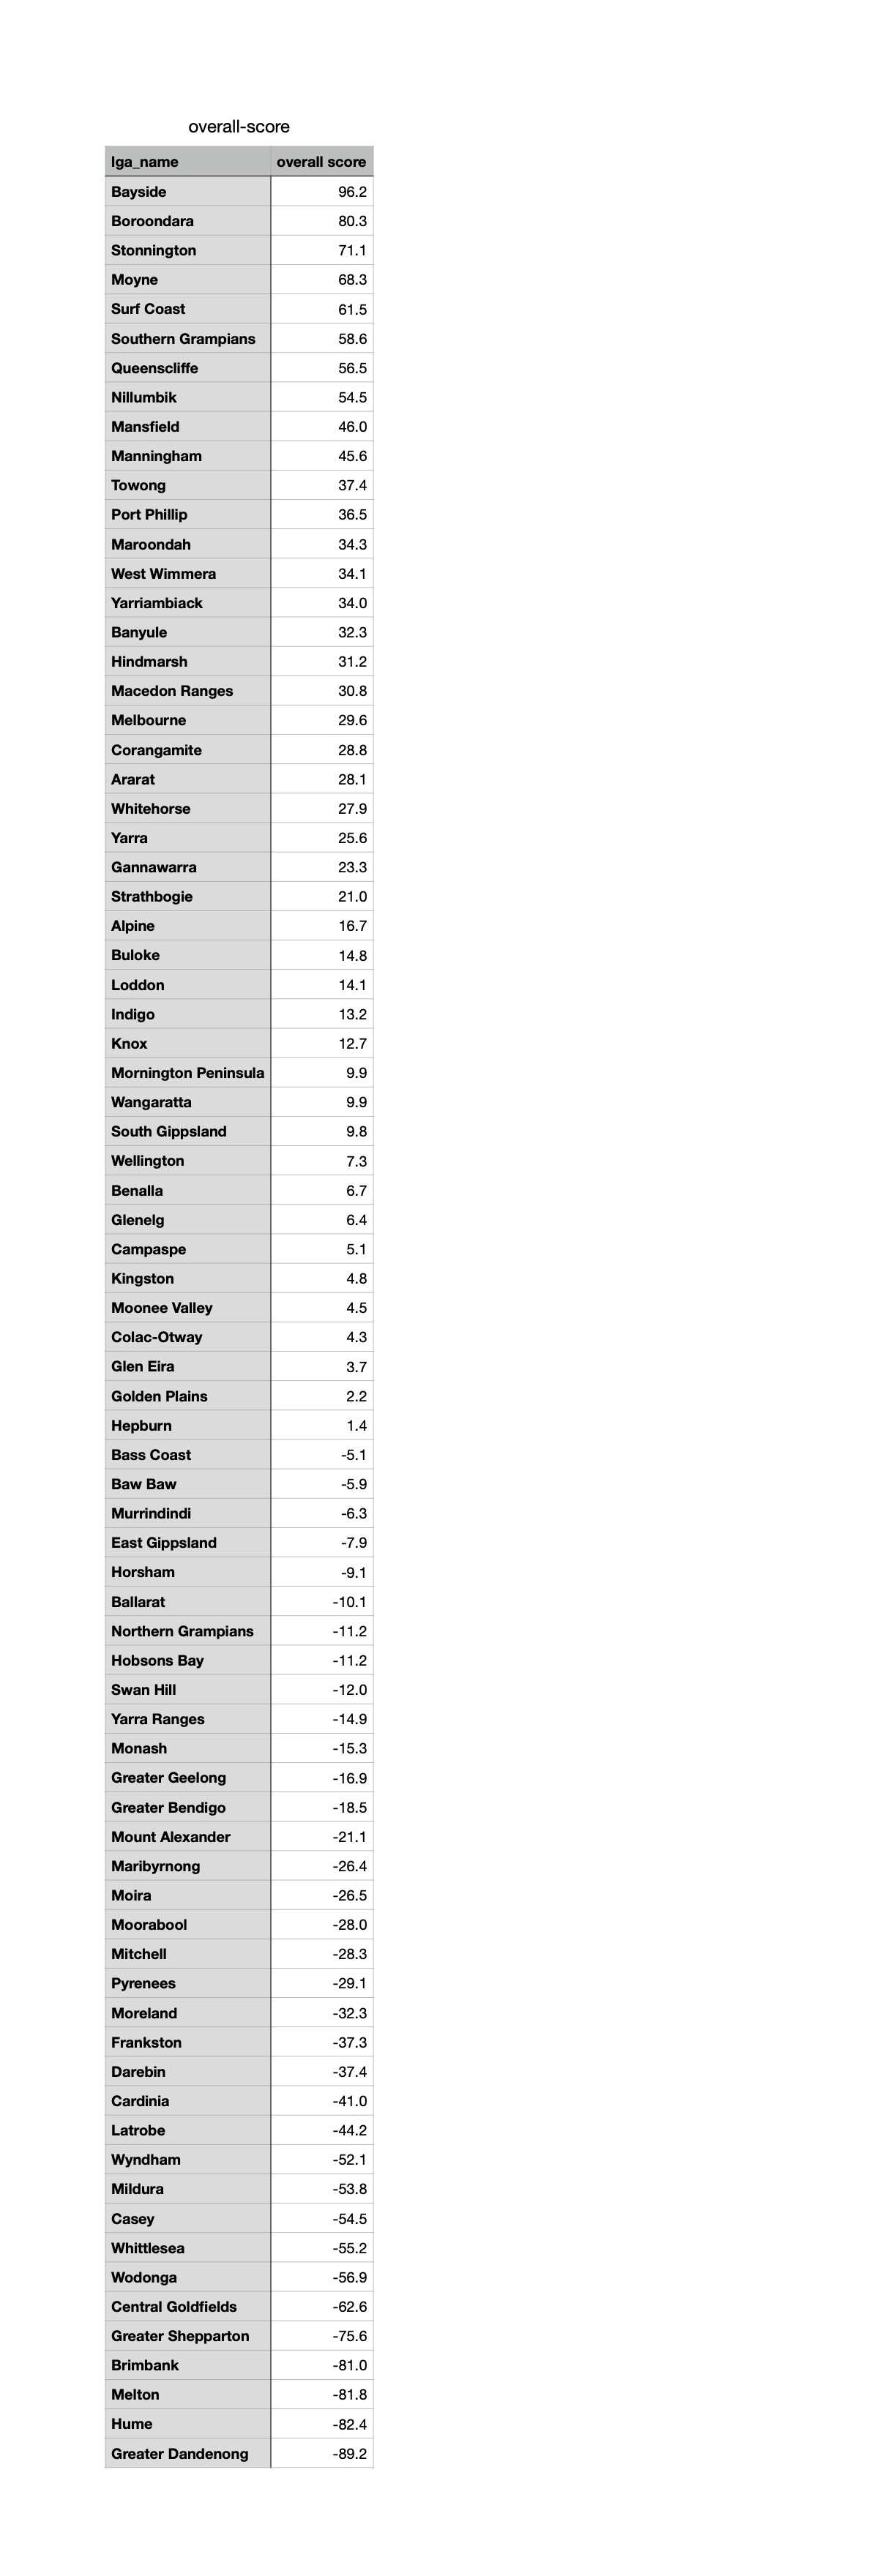 overall-score
lga_name overall score
Bayside 96.2
Boroondara 80.3
Stonnington 71.1
Moyne 68.3
Surf Coast 61.5
Southern Grampians 58.6
Queenscliffe 56.5
Nillumbik 54.5
Mansfield 46.0
Manningham 45.6
Towong 37.4
Port Phillip 36.5
Maroondah 34.3
West Wimmera 34.1
Yarriambiack 34.0
Banyule 32.3
Hindmarsh 31.2
Macedon Ranges 30.8
Melbourne 29.6
Corangamite 28.8
Ararat 28.1
Whitehorse 27.9
Yarra 25.6
Gannawarra 23.3
Strathbogie 21.0
Alpine 16.7
Buloke 14.8
Loddon 14.1
Indigo 13.2
Knox 12.7
Mornington Peninsula 9.9
Wangaratta 9.9
South Gippsland 9.8
Wellington 7.3
Benalla 6.7
Glenelg 6.4
Campaspe 5.1
Kingston 4.8
Moonee Valley 4.5
Colac-Otway 4.3
Glen Eira 3.7
Golden Plains 2.2
Hepburn 1.4
Bass Coast -5.1
Baw Baw -5.9
Murrindindi -6.3
East Gippsland -7.9
Horsham -9.1
Ballarat -10.1
Northern Grampians -11.2
Hobsons Bay -11.2
Swan Hill -12.0
Yarra Ranges -14.9
Monash -15.3
Greater Geelong -16.9
Greater Bendigo -18.5
Mount Alexander -21.1
Maribyrnong -26.4
Moira -26.5
Moorabool -28.0
Mitchell -28.3
Pyrenees -29.1
Moreland -32.3
Frankston -37.3
Darebin -37.4
Cardinia -41.0
Latrobe -44.2
Wyndham -52.1
Mildura -53.8
Casey -54.5
Whittlesea -55.2
Wodonga -56.9
Central Goldfields -62.6
Greater Shepparton -75.6
Brimbank -81.0
Melton -81.8
Hume -82.4
Greater Dandenong -89.2